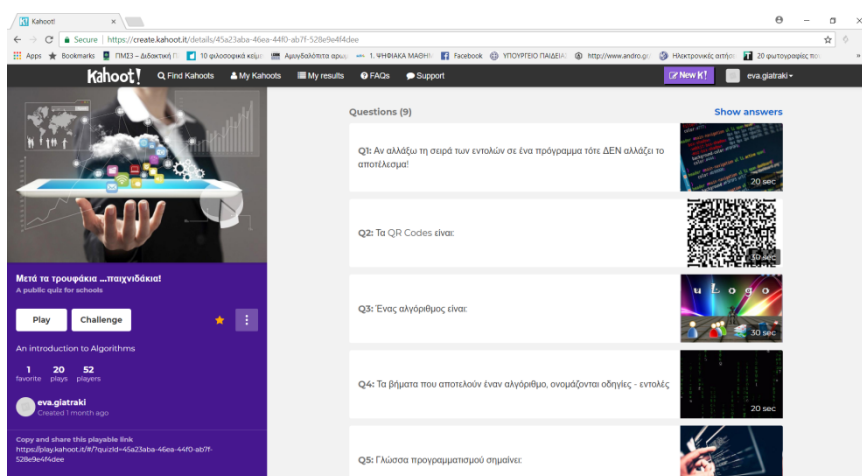 Kahoot!
Secure | https://create.kahoot.it/details/45a23aba-46ea-44f0-ab7f-528e9e4f4dee
Apps Bookmarks ΠΜΣ3 – Διδακτική Π 10 φιλοσοφικά κείμ Αμυγδαλόπιτα αρω 1. ΨΗΦΙΑΚΑ ΜΑΘΗΝ Facebook ΥΠΟΥΡΓΕΙΟ ΠΑΙΔΕΙΑΣ http://www.andro.gr Ηλεκτρονικές αιτήσ 20 φωτογραφίες πο »
Kahoot! Find Kahoots My Kahoots My results FAQs Support New K! eva.giatraki
Questions (9) Show answers
Q1: Αν αλλάξω τη σειρά των εντολών σε ένα πρόγραμμα τότε ΔΕΝ αλλάζει το
αποτέλεσμα!
20 sec
Q2: Τα QR Codes είναι:
30 sec
Μετά τα τρουφάκια ...παιχνιδάκια!
A public quiz for schools
Play Challenge
Q3: Ένας αλγόριθμος είναι:
uLogo
30 sec
An introduction to Algorithms
1 20 52
favorite plays players
Q4: Τα βήματα που αποτελούν έναν αλγόριθμο, ονομάζονται οδηγίες - εντολές
20 sec
eva.giatraki
Created 1 month ago
Copy and share this playable link
https://play.kahoot.it/#/?quizId=45a23aba-46ea-44f0-ab7f-
528e9e4f4dee
Q5: Γλώσσα προγραμματισμού σημαίνει: